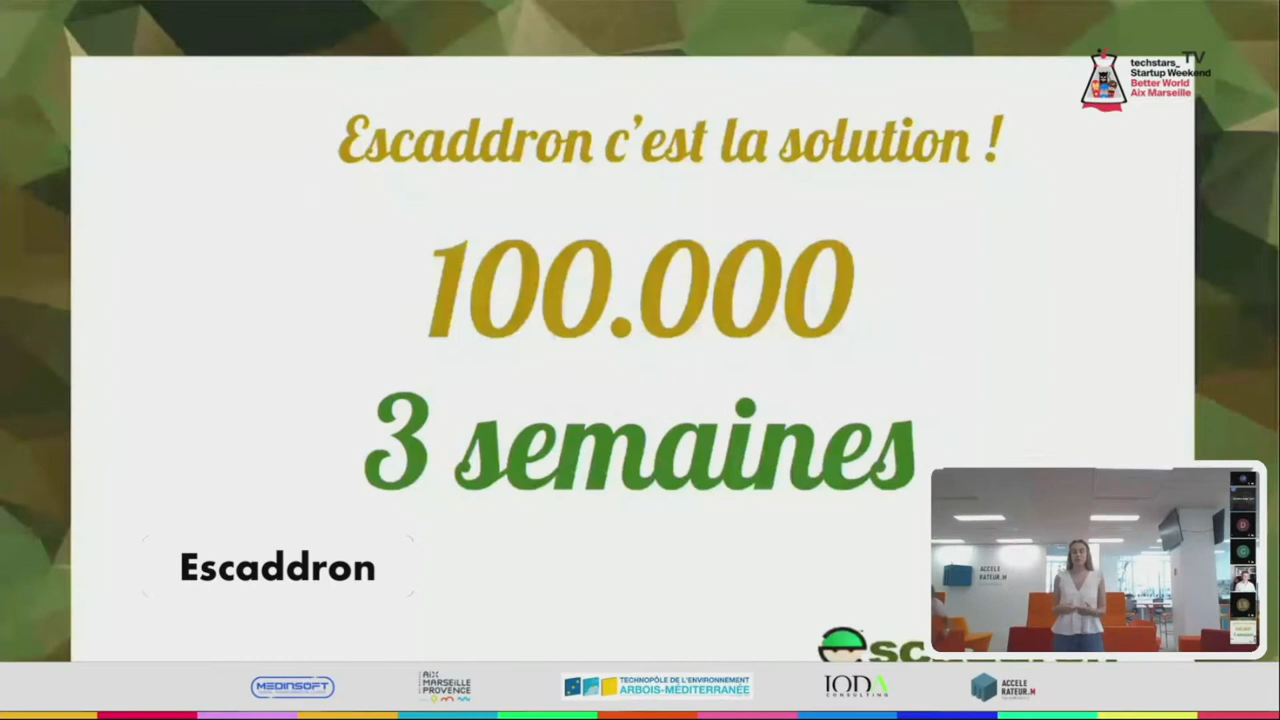 TV
techstars_
Startup Weekend
Better World
Aix Marseille
Escaddron c'est la solution !
100.000
3 semaines
Escaddron
ACCELE
RATEUR.M
MEDINSOFT
AIX
MARSEILLE
PROVENCE
TECHNOPÔLE DE L'ENVIRONNEMENT
ARBOIS-MÉDITERRANÉE
IODA
CONSULTING
ACCELE
RATEUR.M